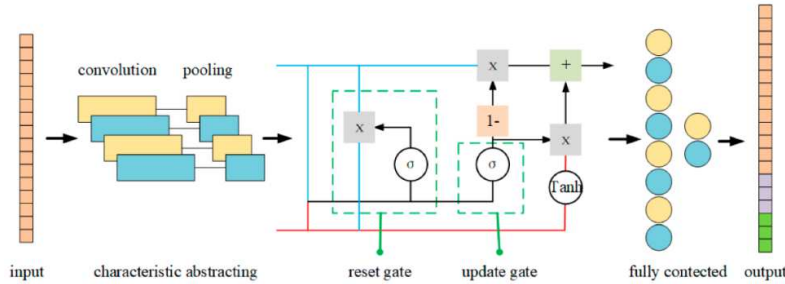 convolution pooling
x
+
1-
x
x
σ
σ
Tanh
input
characteristic abstracting
reset gate
update gate
fully contected
output